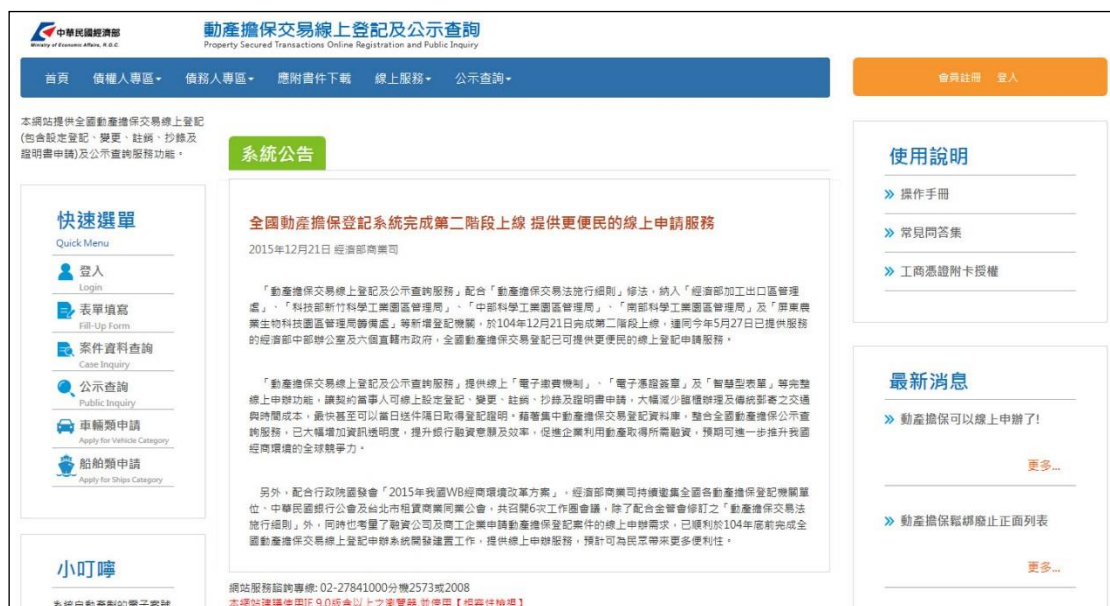 中華民國經濟部
Ministry of Economic Affairs, R.O.C.
動產擔保交易線上登記及公示查詢
Property Secured Transactions Online Registration and Public Inquiry
首頁 債權人專區 債務人專區 應附書件下載 線上服務 公示查詢
會員註冊 登入
本網站提供全國動產擔保交易線上登記
(包含設定登記、變更、註銷、抄錄及
證明書申請)及公示查詢服務功能。
快速選單
Quick Menu
登入
Login
表單填寫
Fill-Up Form
案件資料查詢
Case Inquiry
公示查詢
Public Inquiry
車輛類申請
Apply for Vehicle Category
船舶類申請
Apply for Ships Category
小叮嚀
系統自動產製的電子案號
系統公告
全國動產擔保登記系統完成第二階段上線 提供更便民的線上申請服務
2015年12月21日 經濟部商業司
「動產擔保交易線上登記及公示查詢服務」配合「動產擔保交易法施行細則」修法，納入「經濟部加工出口區管理
處」、「科技部新竹科學工業園區管理局」、「中部科學工業園區管理局」、「南部科學工業園區管理局」及「屏東農
業生物科技園區管理局籌備處」等新增登記機關，於104年12月21日完成第二階段上線，連同今年5月27日已提供服務
的經濟部中部辦公室及六個直轄市政府，全國動產擔保交易登記已可提供更便民的線上登記申請服務。
「動產擔保交易線上登記及公示查詢服務」提供線上「電子繳費機制」、「電子憑證簽章」及「智慧型表單」等完整
線上申辦功能，讓契約當事人可線上設定登記、變更、註銷、抄錄及證明書申請，大幅減少臨櫃辦理及傳統郵寄之交通
與時間成本，最快甚至可以當日送件隔日取得登記證明。藉著集中動產擔保交易登記資料庫，整合全國動產擔保公示查
詢服務，已大幅增加資訊透明度，提升銀行融資意願及效率，促進企業利用動產取得所需融資，預期可進一步推升我國
經商環境的全球競爭力。
另外，配合行政院國發會「2015年我國WB經商環境改革方案」，經濟部商業司持續邀集全國各動產擔保登記機關單
位、中華民國銀行公會及台北市租賃商業同業公會，共召開6次工作圈會議，除了配合金管會修訂之「動產擔保交易法
施行細則」外，同時也考量了融資公司及商工企業申請動產擔保登記案件的線上申辦需求，已順利於104年底前完成全
國動產擔保交易線上登記申辦系統開發建置工作，提供線上申辦服務，預計可為民眾帶來更多便利性。
網站服務諮詢專線: 02-27841000分機2573或2008
本網站建議使用IE 9.0版含以上之瀏覽器 並使用【相容性檢視】
使用說明
操作手冊
常見問答集
工商憑證附卡授權
最新消息
動產擔保可以線上申辦了!
更多...
動產擔保鬆綁廢止正面列表
更多...